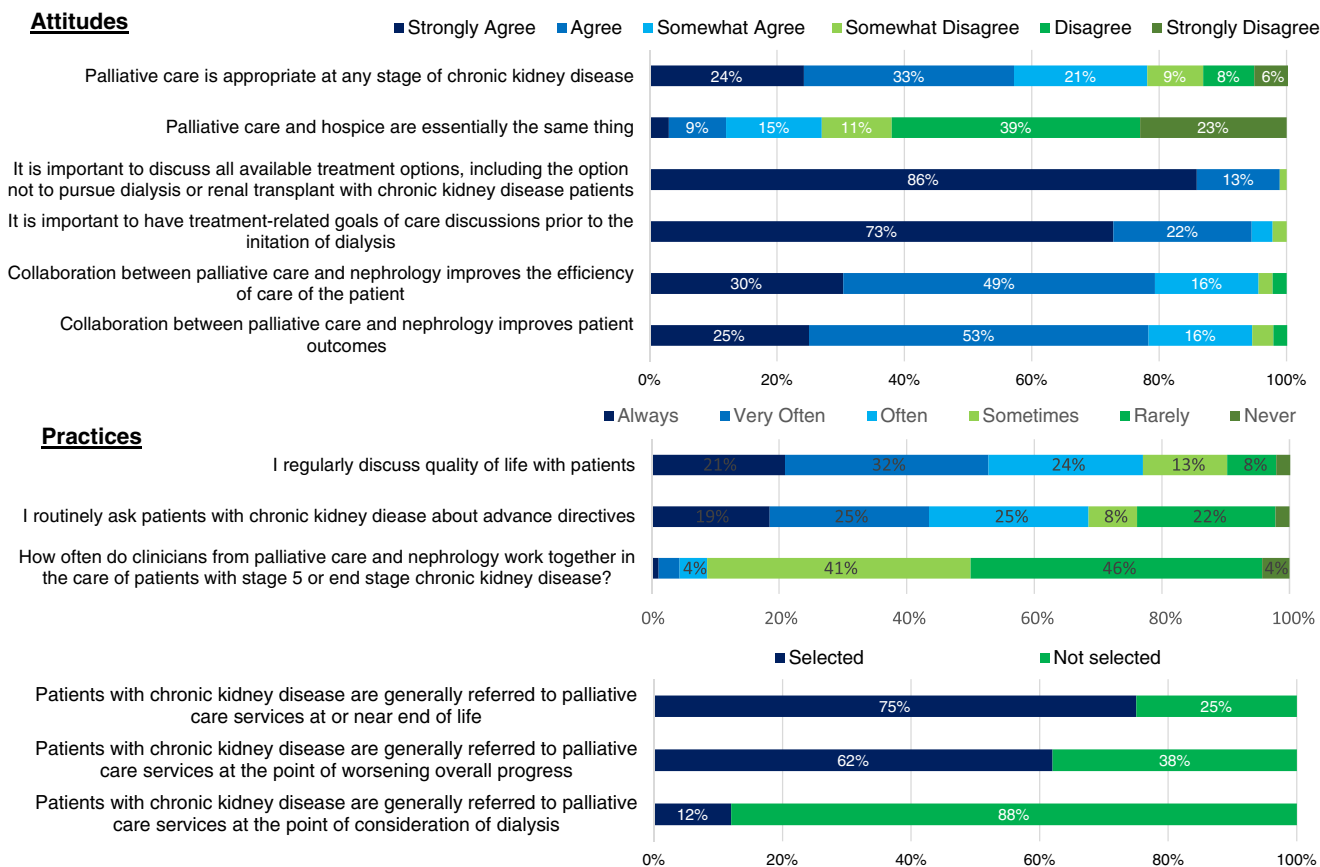 Attitudes
Strongly Agree Agree Somewhat Agree Somewhat Disagree Disagree Strongly Disagree
Palliative care is appropriate at any stage of chronic kidney disease
24% 33% 21% 9% 8% 6%
Palliative care and hospice are essentially the same thing
9% 15% 11% 39% 23%
It is important to discuss all available treatment options, including the option
not to pursue dialysis or renal transplant with chronic kidney disease patients
86% 13%
It is important to have treatment-related goals of care discussions prior to the
initation of dialysis
73% 22%
Collaboration between palliative care and nephrology improves the efficiency
of care of the patient
30% 49% 16%
Collaboration between palliative care and nephrology improves patient
outcomes
25% 53% 16%
0% 20% 40% 60% 80% 100%
Always Very Often Often Sometimes Rarely Never
Practices
I regularly discuss quality of life with patients
21% 32% 24% 13% 8%
I routinely ask patients with chronic kidney diease about advance directives
19% 25% 25% 8% 22%
How often do clinicians from palliative care and nephrology work together in
the care of patients with stage 5 or end stage chronic kidney disease?
4% 41% 46% 4%
0% 20% 40% 60% 80% 100%
Selected Not selected
Patients with chronic kidney disease are generally referred to palliative
care services at or near end of life
75% 25%
Patients with chronic kidney disease are generally referred to palliative
care services at the point of worsening overall progress
62% 38%
Patients with chronic kidney disease are generally referred to palliative
care services at the point of consideration of dialysis
12% 88%
0% 20% 40% 60% 80% 100%